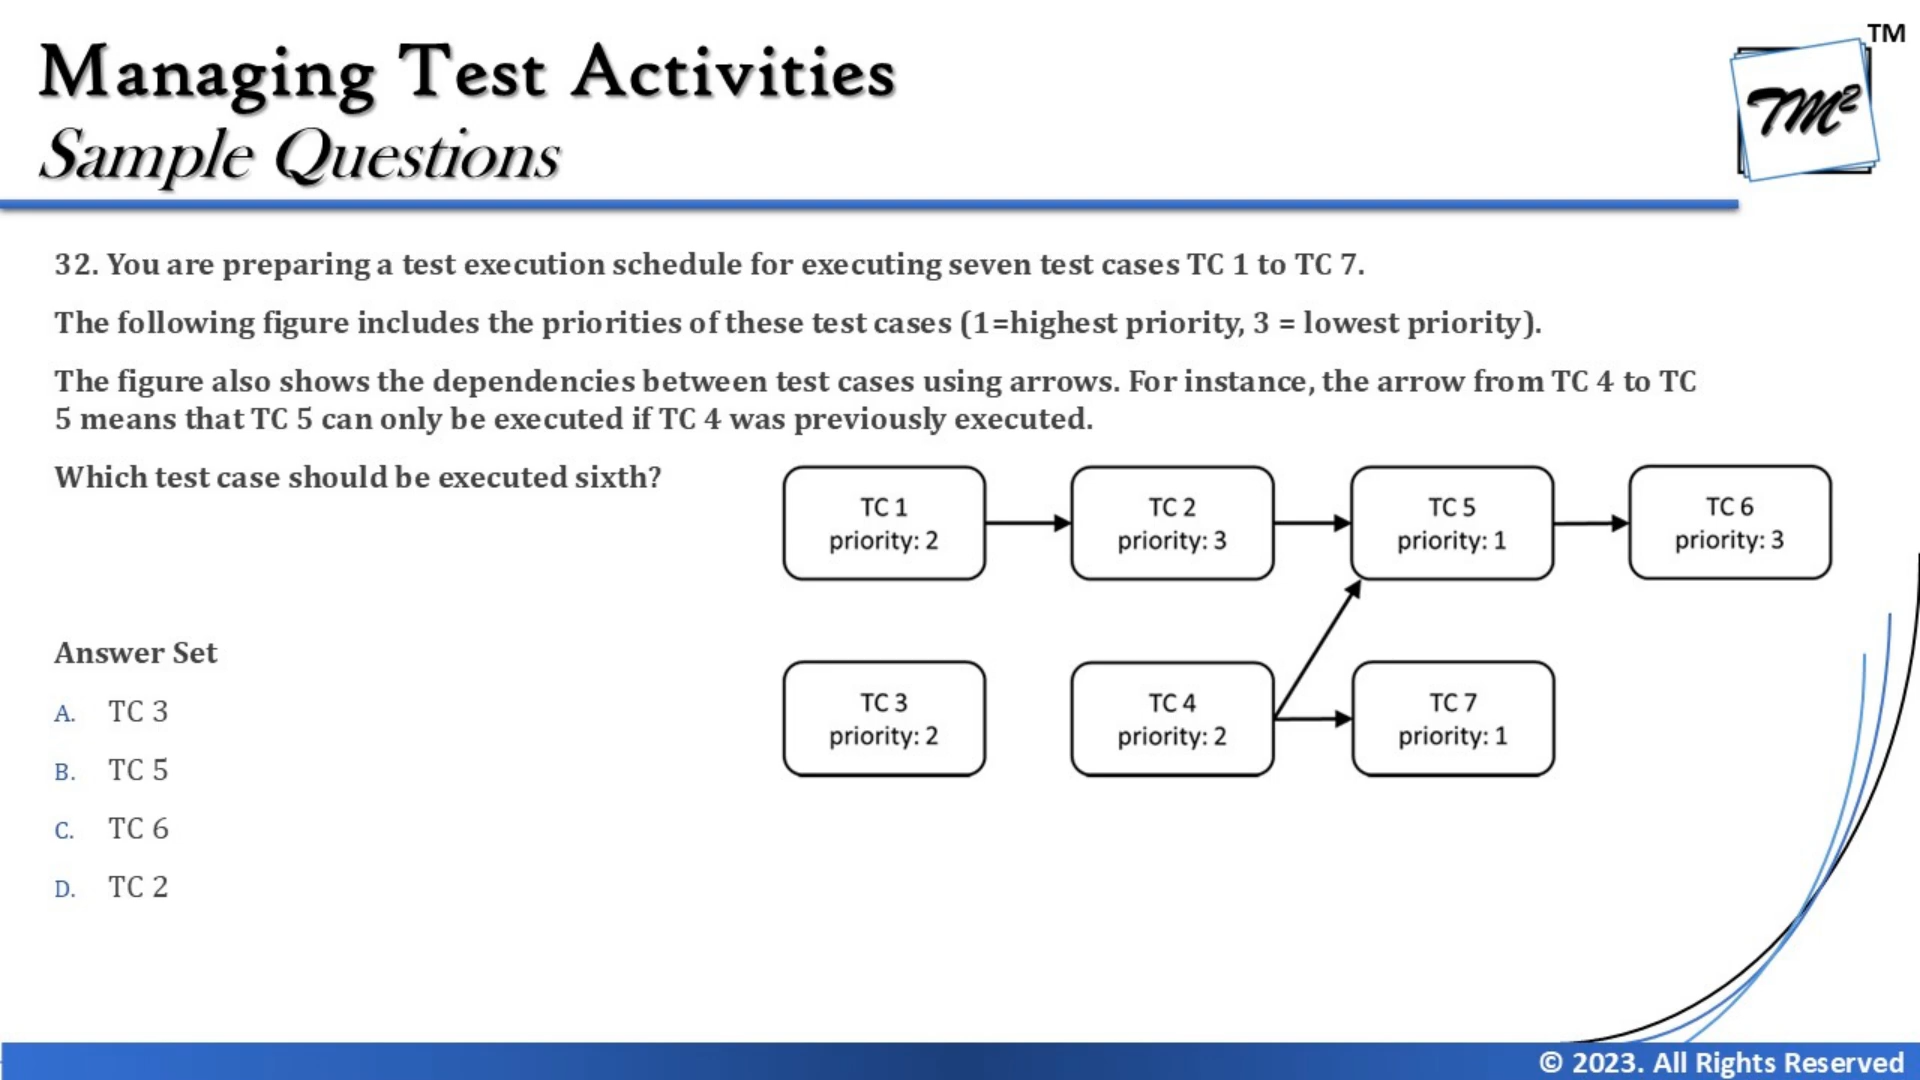 Managing Test Activities
TM
TM²
Sample Questions
32. You are preparing a test execution schedule for executing seven test cases TC 1 to TC 7.
The following figure includes the priorities of these test cases (1=highest priority, 3 = lowest priority).
The figure also shows the dependencies between test cases using arrows. For instance, the arrow from TC 4 to TC
5 means that TC 5 can only be executed if TC 4 was previously executed.
Which test case should be executed sixth?
TC 1
priority: 2
TC 2
priority: 3
TC 5
priority: 1
TC 6
priority: 3
TC 3
priority: 2
TC 4
priority: 2
TC 7
priority: 1
Answer Set
A. TC 3
B. TC 5
C. TC 6
D. TC 2
© 2023. All Rights Reserved